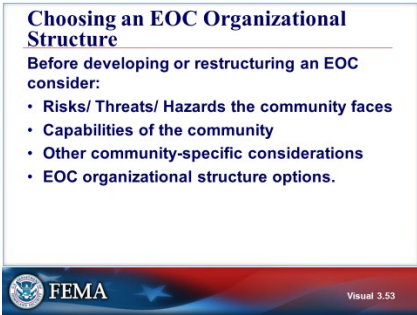 Choosing an EOC Organizational
Structure
Before developing or restructuring an EOC
consider:
• Risks/ Threats/ Hazards the community faces
• Capabilities of the community
• Other community-specific considerations
• EOC organizational structure options.
FEMA
Visual 3.53